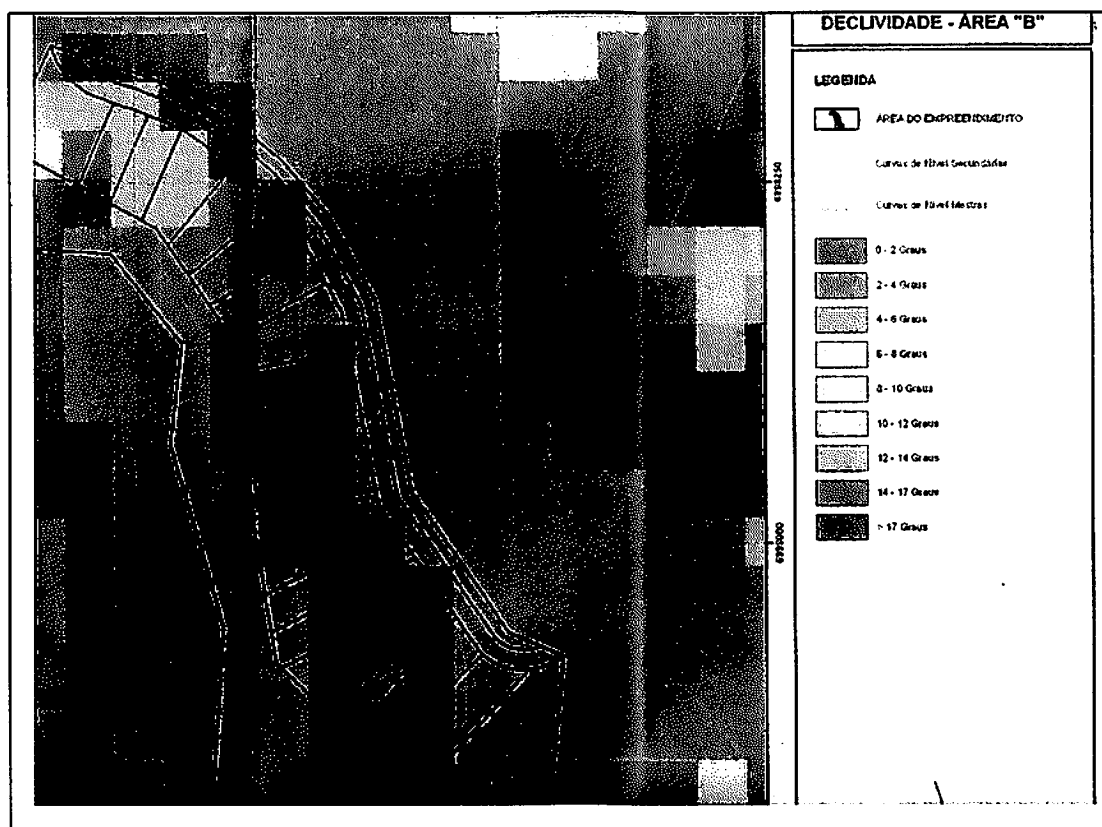 DECLIVIDADE - ÁREA "B"
LEGENDA
ÁREA DO EMPREENDIMENTO
Curvas de Nível Secundárias
Curvas de Nível Mestras
0 - 2 Graus
2 - 4 Graus
4 - 6 Graus
6 - 8 Graus
8 - 10 Graus
10 - 12 Graus
12 - 14 Graus
14 - 17 Graus
> 17 Graus